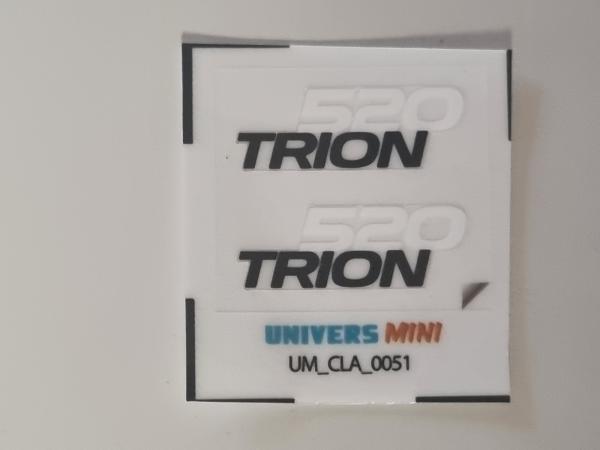 520
TRION
520
TRION
UNIVERS MINI
UM_CLA_0051